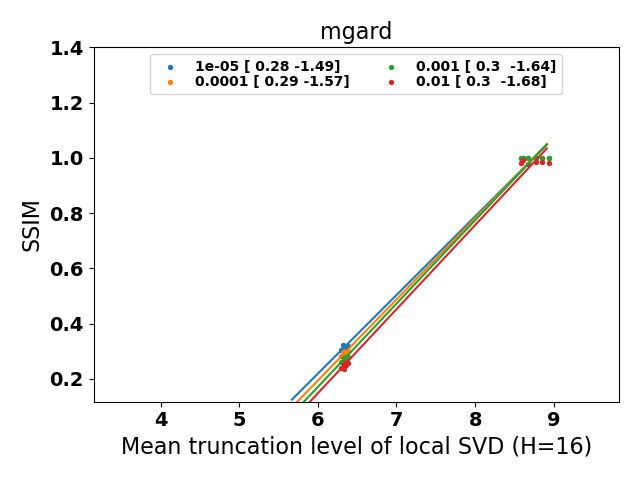 mgard
1e-05 [ 0.28 -1.49]
0.0001 [ 0.29 -1.57]
0.001 [ 0.3  -1.64]
0.01 [ 0.3  -1.68]
SSIM
1.4
1.2
1.0
0.8
0.6
0.4
0.2
4 5 6 7 8 9
Mean truncation level of local SVD (H=16)